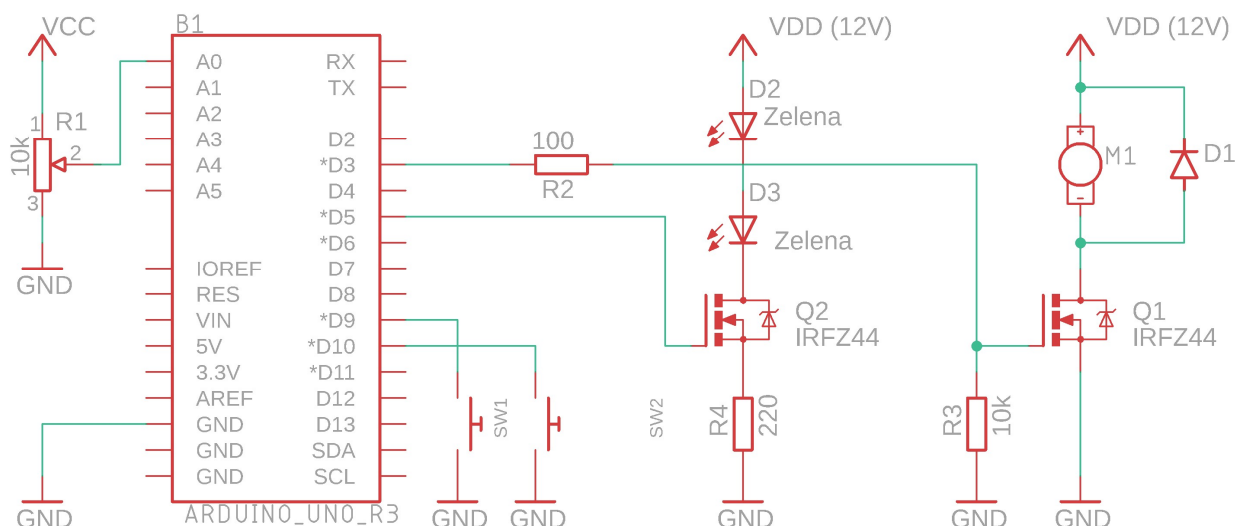 VCC
B1
VDD (12V)
VDD (12V)
A0
RX
A1
TX
D2
Zelena
A2
1
R1
A3
D2
100
10k
2
A4
*D3
R2
M1
D1
3
A5
D4
D3
*D5
Zelena
*D6
IOREF
D7
GND
RES
D8
VIN
*D9
Q2
IRFZ44
Q1
IRFZ44
5V
*D10
3.3V
*D11
AREF
D12
SW1
SW2
R4
220
R3
10k
GND
D13
GND
SDA
GND
SCL
+
-
GND
ARDUINO_UNO_R3
GND
GND
GND
GND
GND